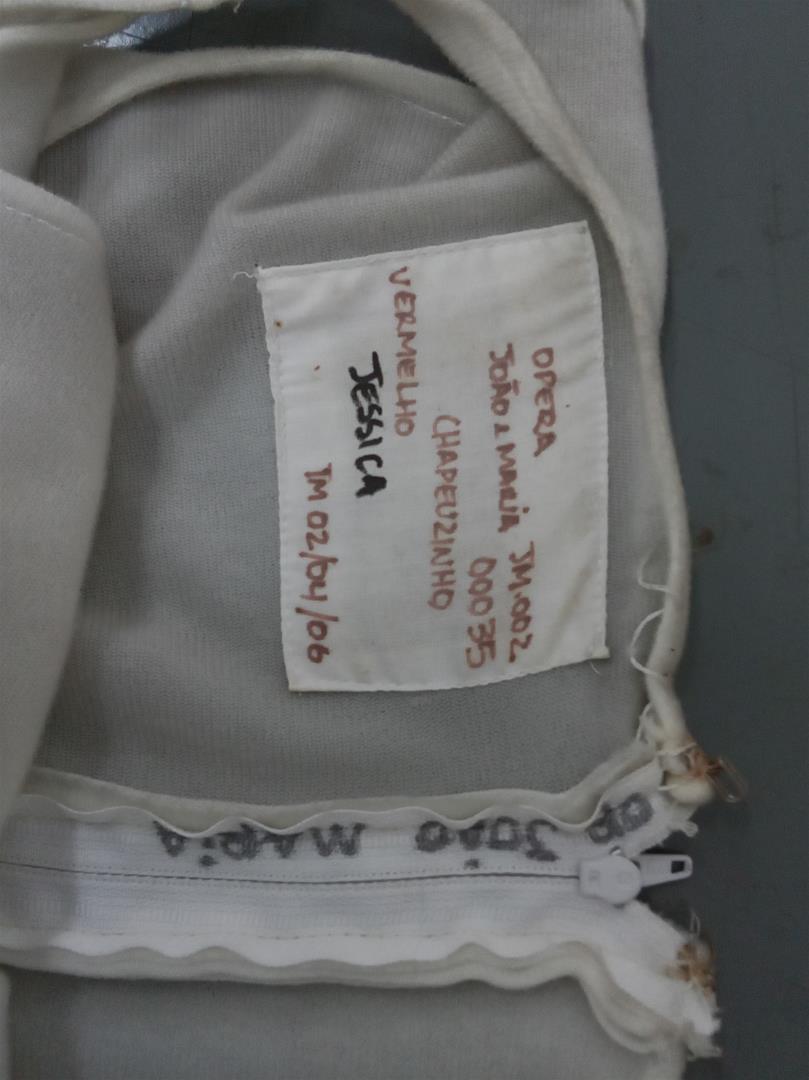 OPERA
JOÃO & MARIA JM.002
00035
CHAPEUZINHO
VERMELHO
JESSICA
JM 02/04/06
OP JOÃO MARIA